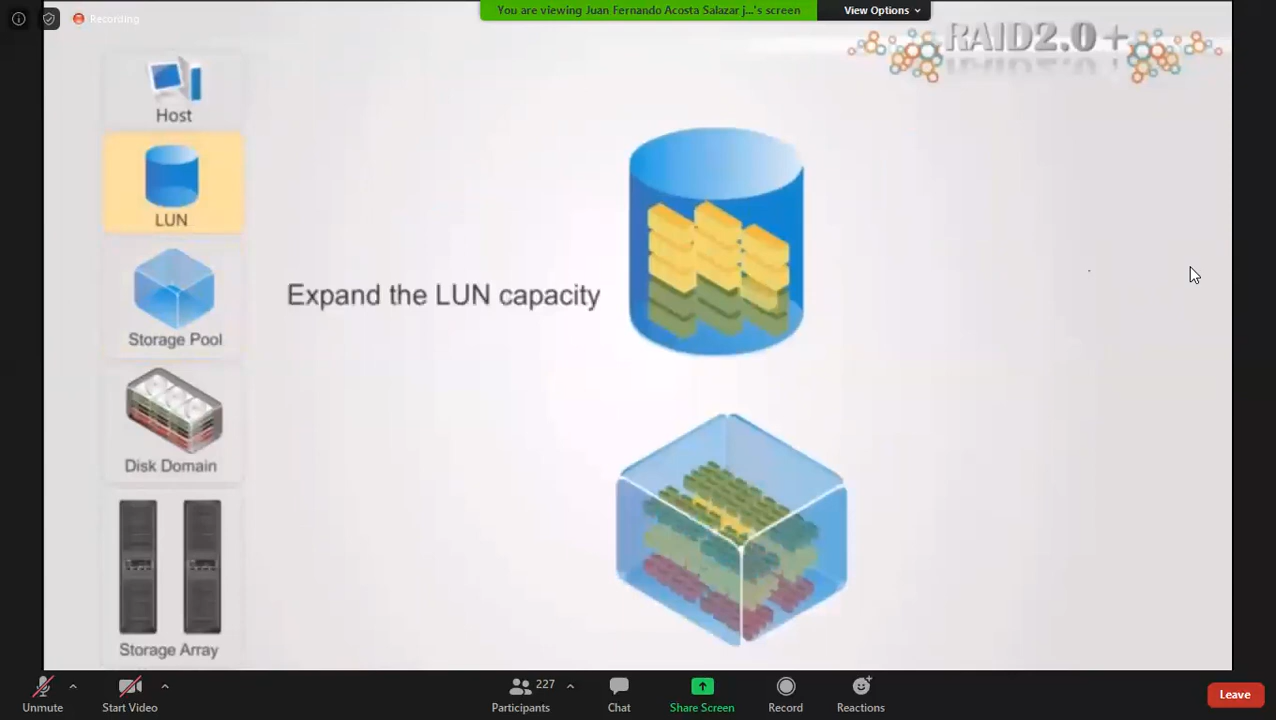 Recording
You are viewing Juan Fernando Acosta Salazar j...'s screen
View Options
RAID2.0+
Host
LUN
Expand the LUN capacity
Storage Pool
Disk Domain
Storage Array
Unmute
Start Video
227
Participants
Chat
Share Screen
Record
Reactions
Leave